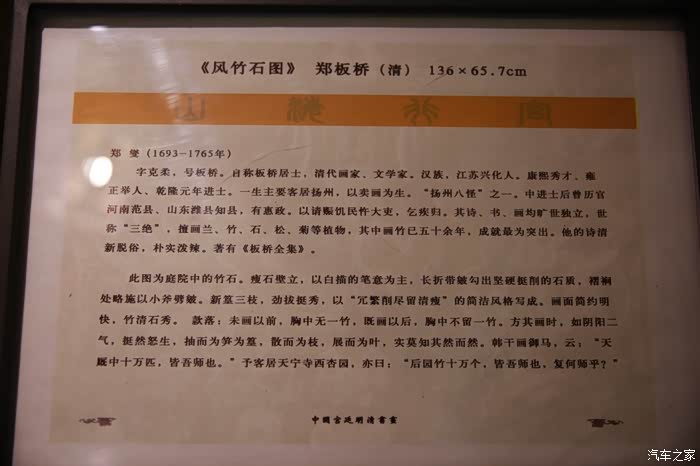 《风竹石图》 郑板桥（清） 136×65.7cm
郑 燮（1693-1765年）
字克柔，号板桥。自称板桥居士，清代画家、文学家。汉族，江苏兴化人。康熙秀才、雍
正举人、乾隆元年进士。一生主要客居扬州，以卖画为生。“扬州八怪”之一。中进士后曾历官
河南范县、山东潍县知县，有惠政。以请赈饥民忤大吏，乞疾归。其诗、书、画均旷世独立，世
称“三绝”，擅画兰、竹、石、松、菊等植物，其中画竹已五十余年，成就最为突出。他的诗清
新脱俗，朴实泼辣。著有《板桥全集》。
此图为庭院中的竹石。瘦石壁立，以白描的笔意为主，长折带皴勾出坚硬挺削的石质，褶裥
处略施以小斧劈皴。新篁三枝，劲拔挺秀，以“冗繁削尽留清瘦”的简洁风格写成。画面简约明
快，竹清石秀。 款落：未画以前，胸中无一竹，既画以后，胸中不留一竹。方其画时，如阴阳二
气，挺然怒生，抽而为笋为篁，散而为枝，展而为叶，实莫知其然而然。韩干画御马，云：“天
厩中十万匹，皆吾师也。”予客居天宁寺西杏园，亦曰：“后园竹十万个，皆吾师也，复何师乎？”
中國宫廷明清書畫
汽车之家